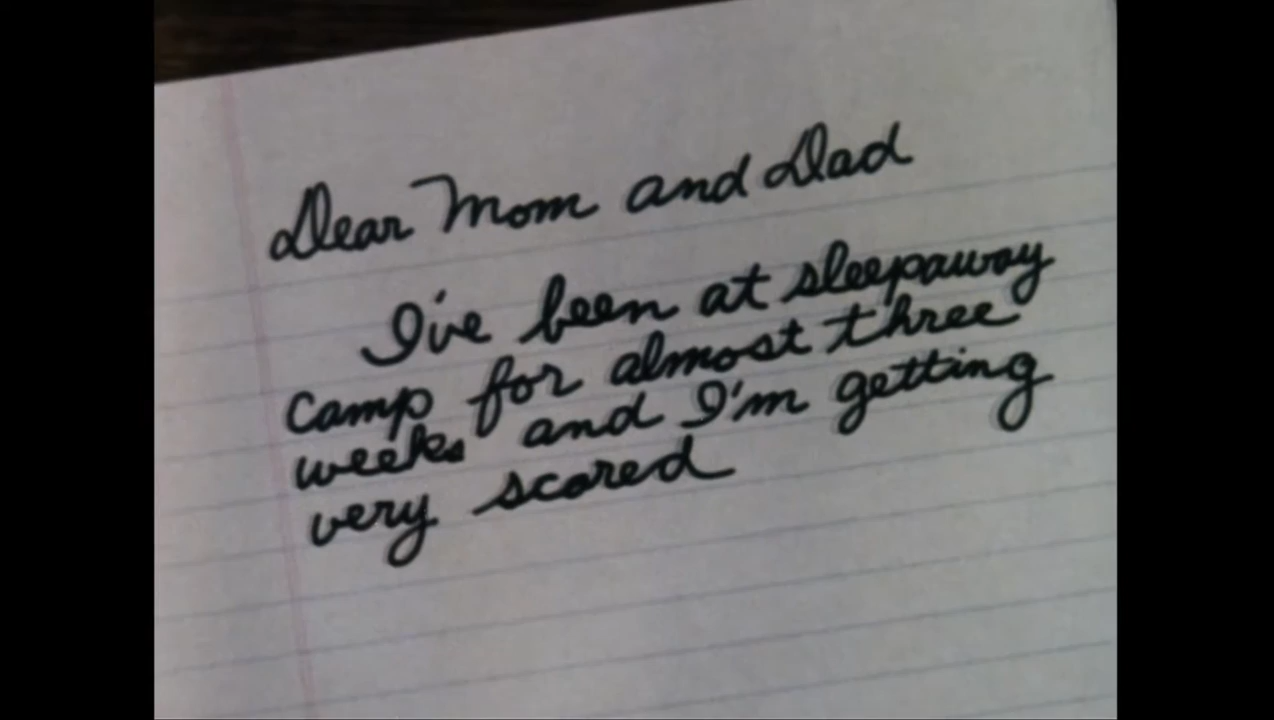 Dear Mom and Dad
I've been at sleepaway
camp for almost three
weeks and I'm getting
very scared